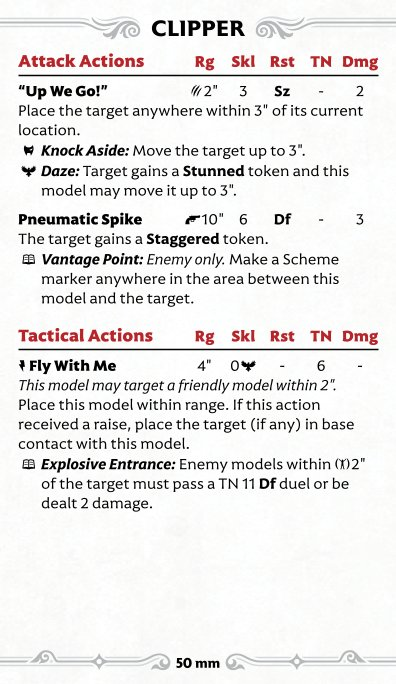 CLIPPER
Attack Actions Rg Skl Rst TN Dmg
“Up We Go!” 2" 3 Sz - 2
Place the target anywhere within 3" of its current
location.
Knock Aside: Move the target up to 3".
Daze: Target gains a Stunned token and this
model may move it up to 3".
Pneumatic Spike 10" 6 Df - 3
The target gains a Staggered token.
Vantage Point: Enemy only. Make a Scheme
marker anywhere in the area between this
model and the target.
Tactical Actions Rg Skl Rst TN Dmg
Fly With Me 4" 0 - 6 -
This model may target a friendly model within 2".
Place this model within range. If this action
received a raise, place the target (if any) in base
contact with this model.
Explosive Entrance: Enemy models within 2"
of the target must pass a TN 11 Df duel or be
dealt 2 damage.
50 mm